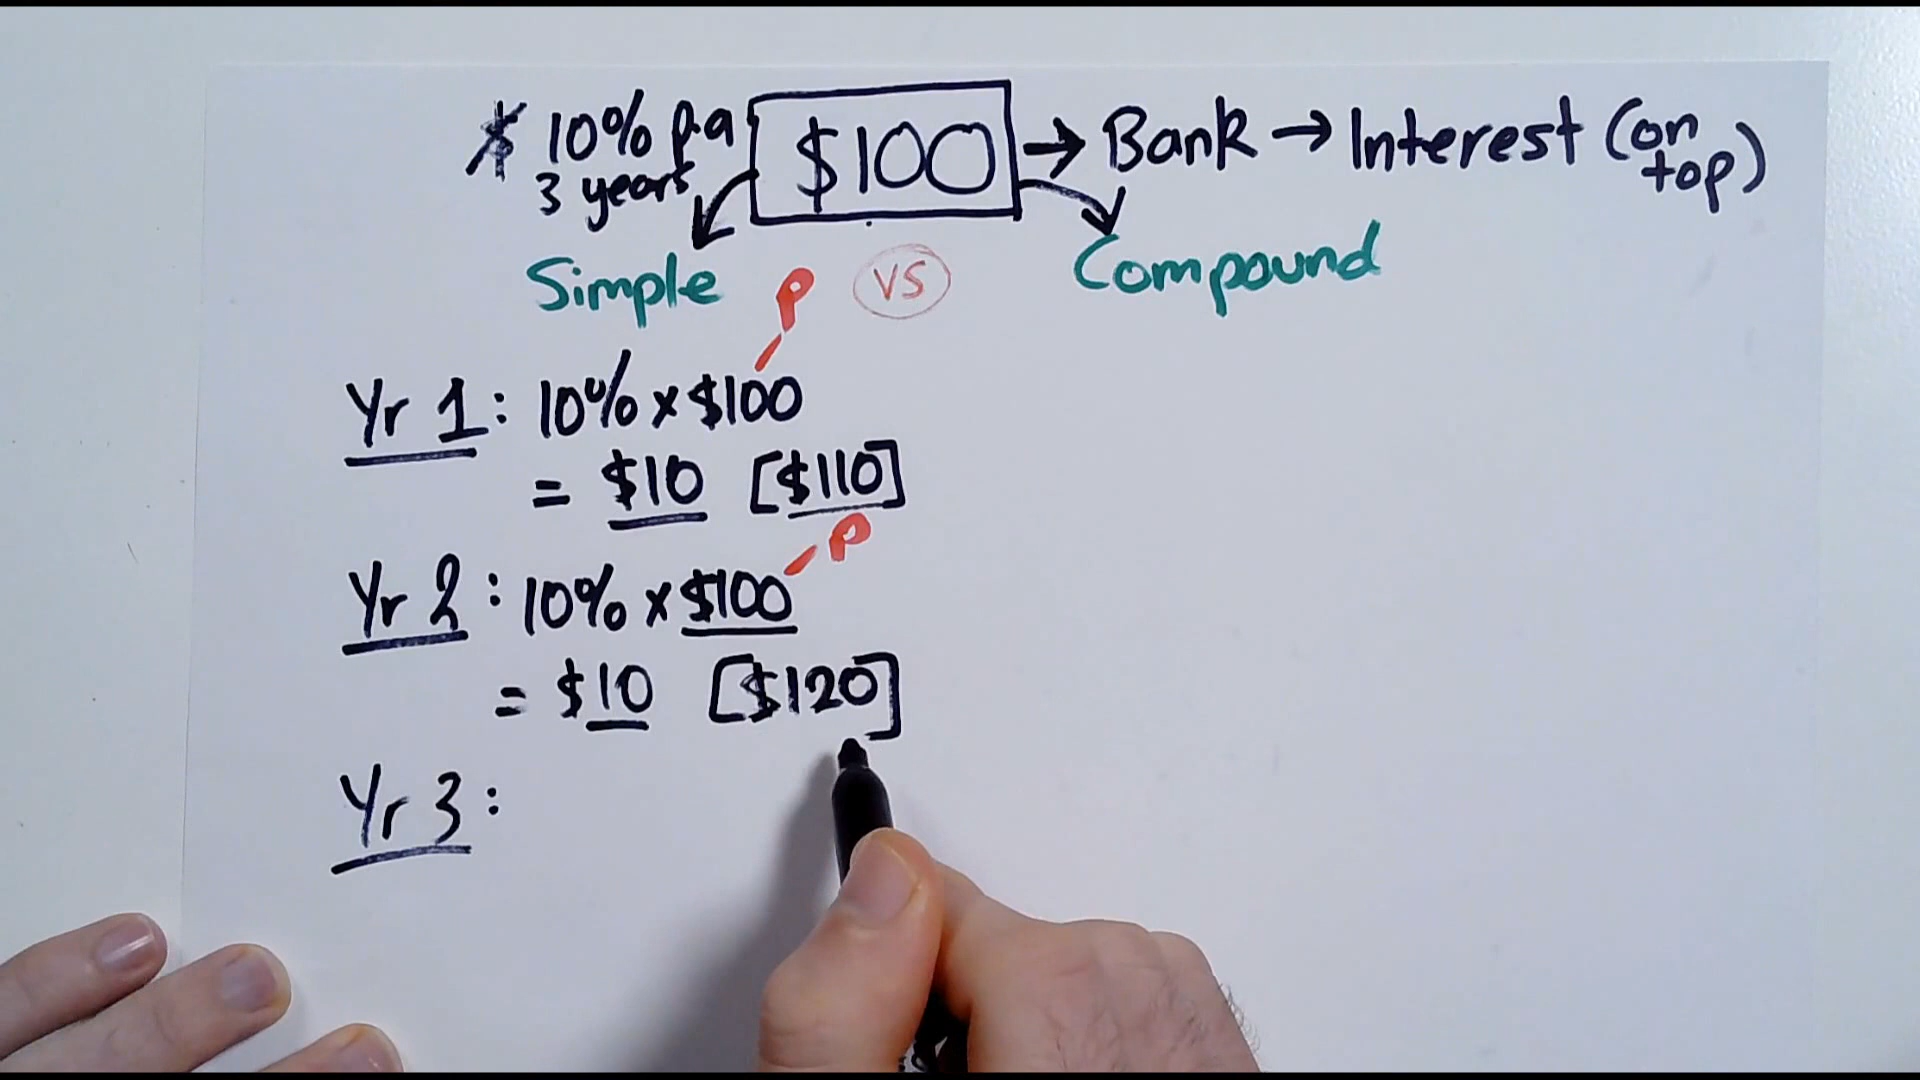 10% p.a $100 → Bank → Interest (on top)
3 years
Simple P VS Compound
Yr 1: 10% x $100
= $10 [$110]
P
Yr 2: 10% x $100
= $10 [$120]
Yr 3: